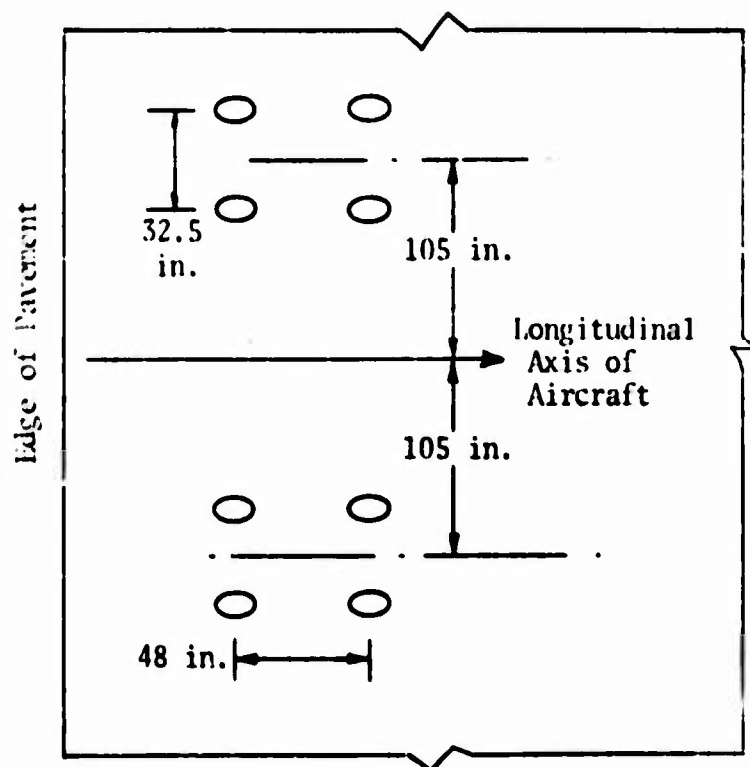 32.5
in.
105 in.
Longitudinal
Axis of
Aircraft
105 in.
48 in.
Edge of Pavement